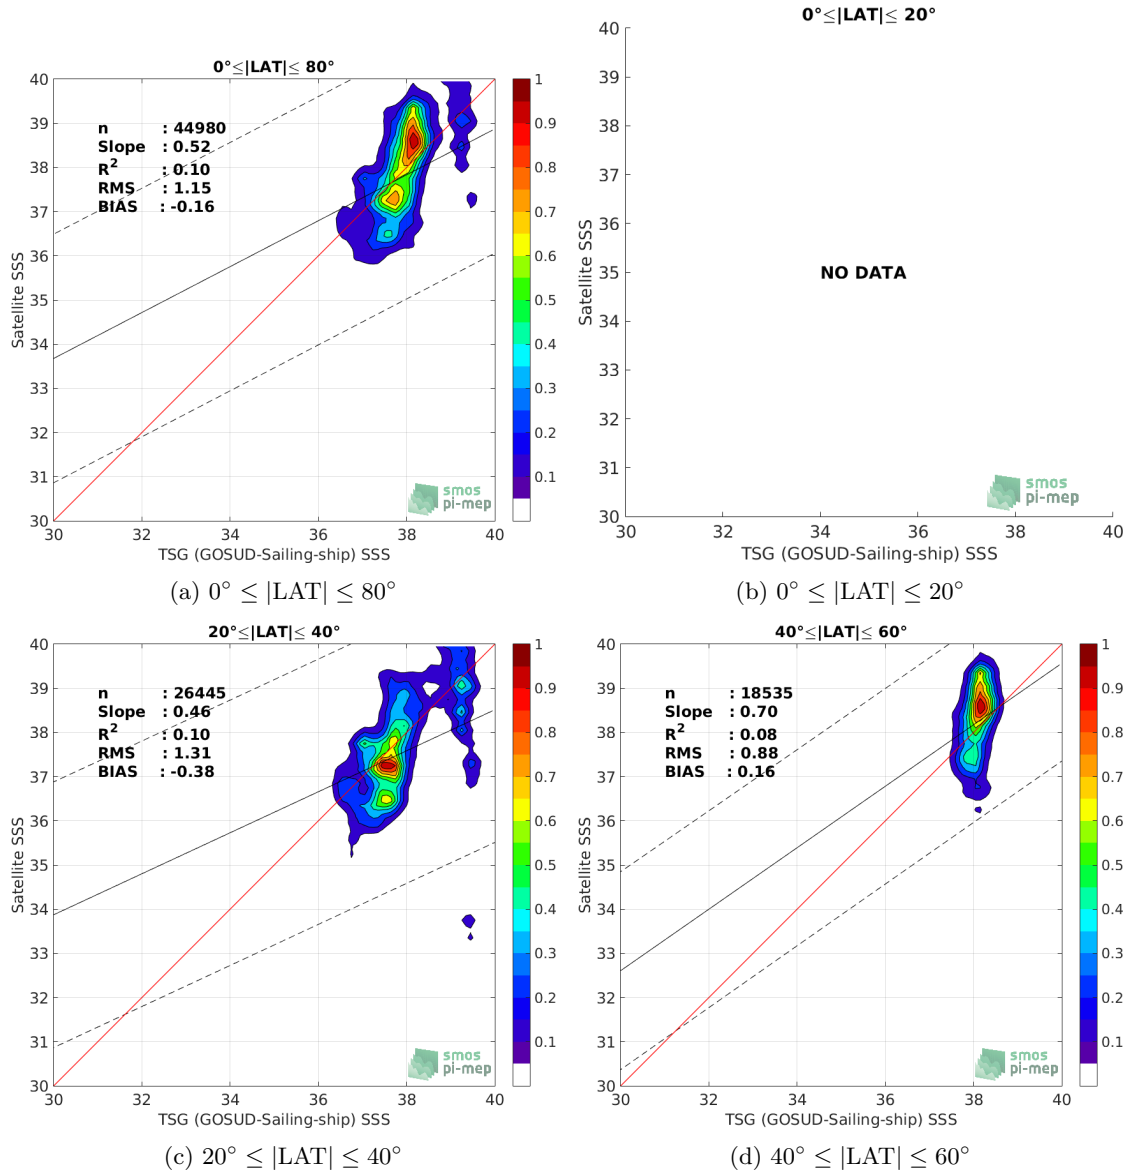 0°≤|LAT|≤ 80°
40
39
38
37
36
35
34
33
32
31
30
30 32 34 36 38 40
Satellite SSS
TSG (GOSUD-Sailing-ship) SSS
n : 44980
Slope : 0.52
R² : 0.10
RMS : 1.15
BIAS : -0.16
1
0.9
0.8
0.7
0.6
0.5
0.4
0.3
0.2
0.1
smos
pi-mep
(a) 0° ≤ |LAT| ≤ 80°
0°≤|LAT|≤ 20°
40
39
38
37
36
35
34
33
32
31
30
30 32 34 36 38 40
Satellite SSS
TSG (GOSUD-Sailing-ship) SSS
NO DATA
smos
pi-mep
(b) 0° ≤ |LAT| ≤ 20°
20°≤|LAT|≤ 40°
40
39
38
37
36
35
34
33
32
31
30
30 32 34 36 38 40
Satellite SSS
TSG (GOSUD-Sailing-ship) SSS
n : 26445
Slope : 0.46
R² : 0.10
RMS : 1.31
BIAS : -0.38
1
0.9
0.8
0.7
0.6
0.5
0.4
0.3
0.2
0.1
smos
pi-mep
(c) 20° ≤ |LAT| ≤ 40°
40°≤|LAT|≤ 60°
40
39
38
37
36
35
34
33
32
31
30
30 32 34 36 38 40
Satellite SSS
TSG (GOSUD-Sailing-ship) SSS
n : 18535
Slope : 0.70
R² : 0.08
RMS : 0.88
BIAS : 0.16
1
0.9
0.8
0.7
0.6
0.5
0.4
0.3
0.2
0.1
smos
pi-mep
(d) 40° ≤ |LAT| ≤ 60°